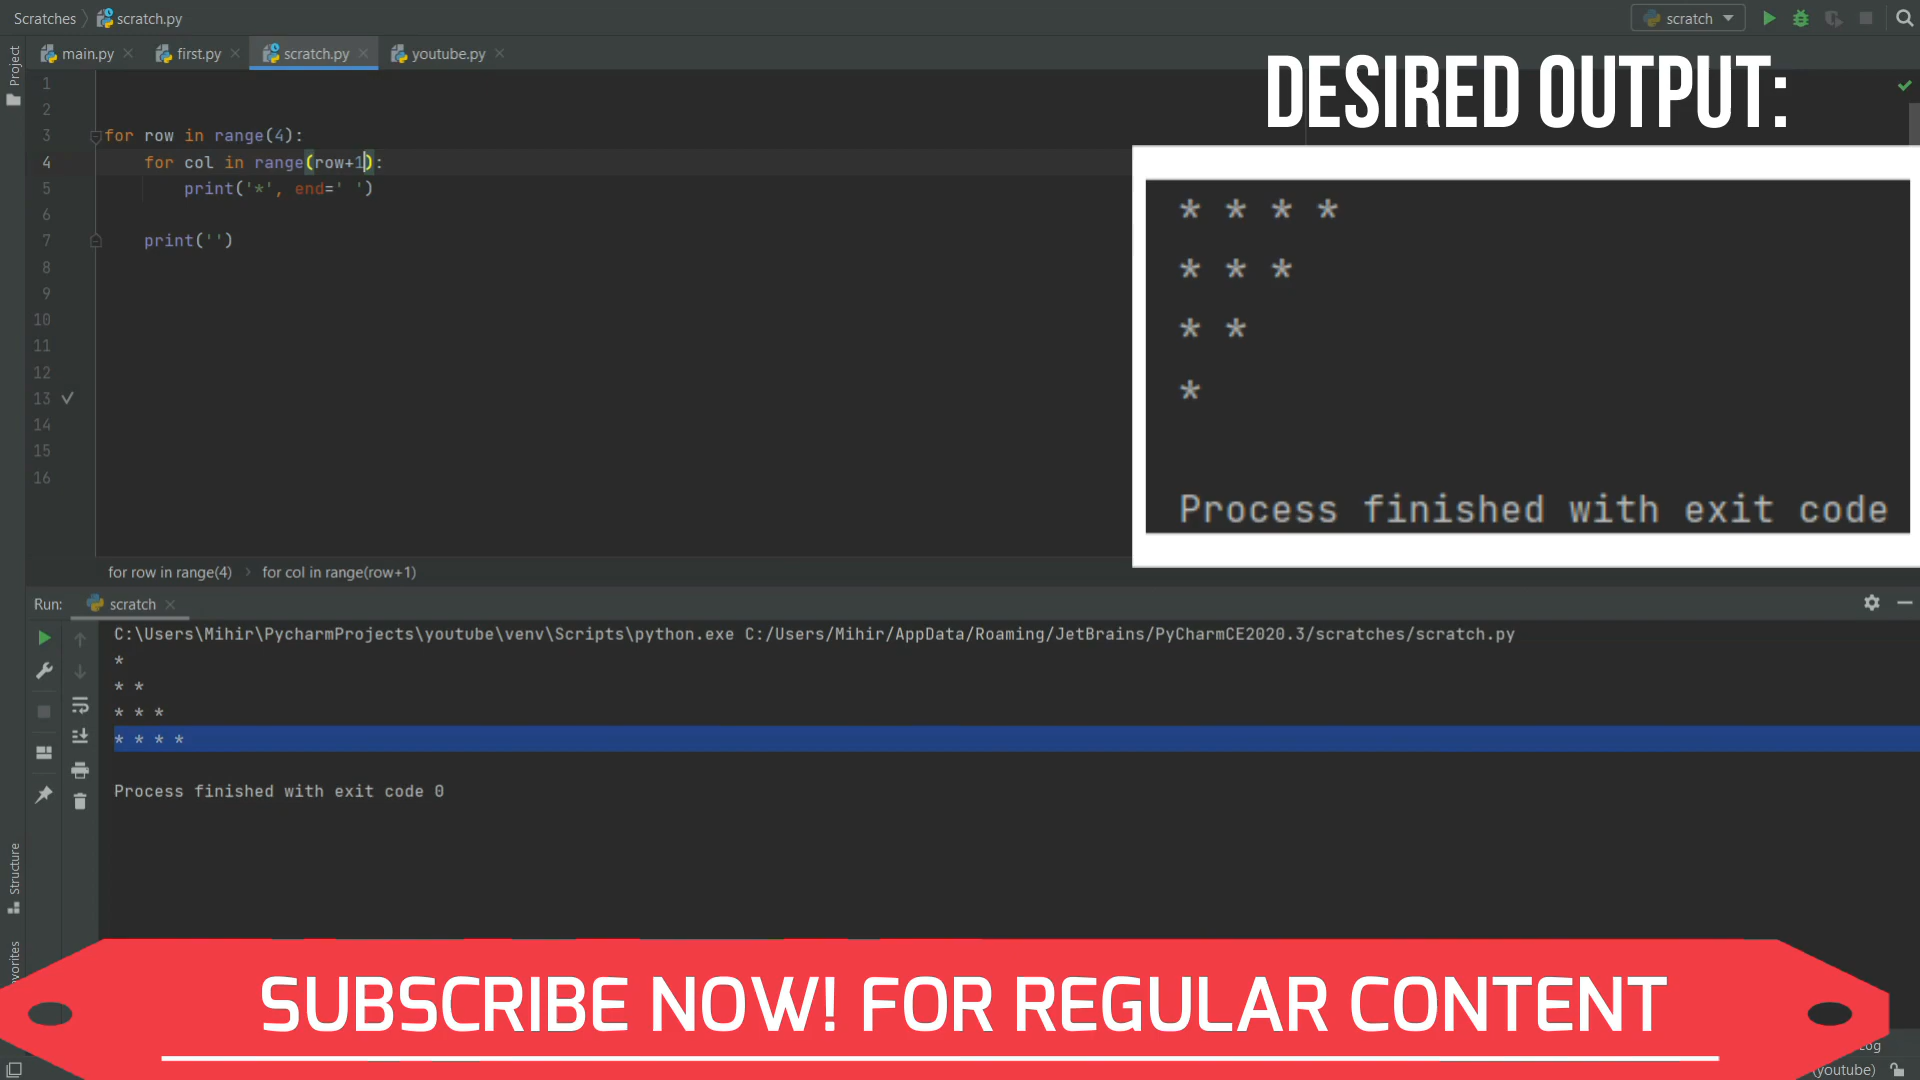 Scratches scratch.py
scratch
main.py first.py scratch.py youtube.py
Project
DESIRED OUTPUT:
1
2
3 for row in range(4):
4 for col in range(row+1):
5 print('*', end=' ')
6
7 print('')
8
9
10
11
12
13
14
15
16
* * * *
* * *
* *
*
Process finished with exit code
for row in range(4) for col in range(row+1)
Run: scratch
C:\Users\Mihir\PycharmProjects\youtube\venv\Scripts\python.exe C:/Users/Mihir/AppData/Roaming/JetBrains/PyCharmCE2020.3/scratches/scratch.py
*
* *
* * *
* * * *
Process finished with exit code 0
Structure
SUBSCRIBE NOW! FOR REGULAR CONTENT
(youtube)